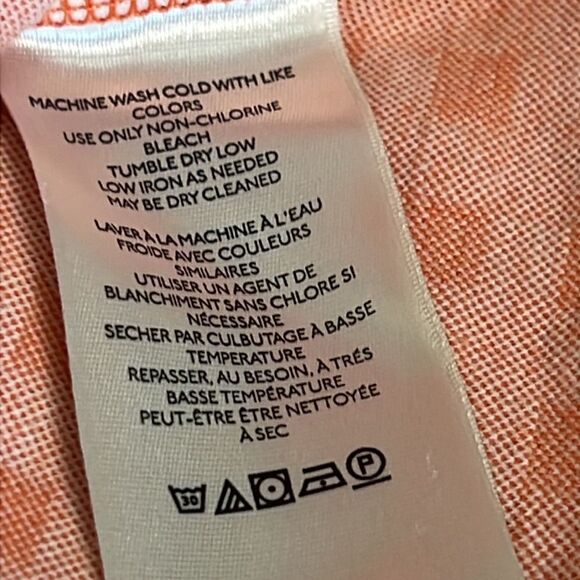 MACHINE WASH COLD WITH LIKE
COLORS
USE ONLY NON-CHLORINE
BLEACH
TUMBLE DRY LOW
LOW IRON AS NEEDED
MAY BE DRY CLEANED
LAVER À LA MACHINE À L'EAU
FROIDE AVEC COULEURS
SIMILAIRES
UTILISER UN AGENT DE
BLANCHIMENT SANS CHLORE SI
NÉCESSAIRE
SECHER PAR CULBUTAGE À BASSE
TEMPERATURE
REPASSER, AU BESOIN, À TRÉS
BASSE TEMPÉRATURE
PEUT-ÊTRE ÊTRE NETTOYÉE
À SEC
30 P